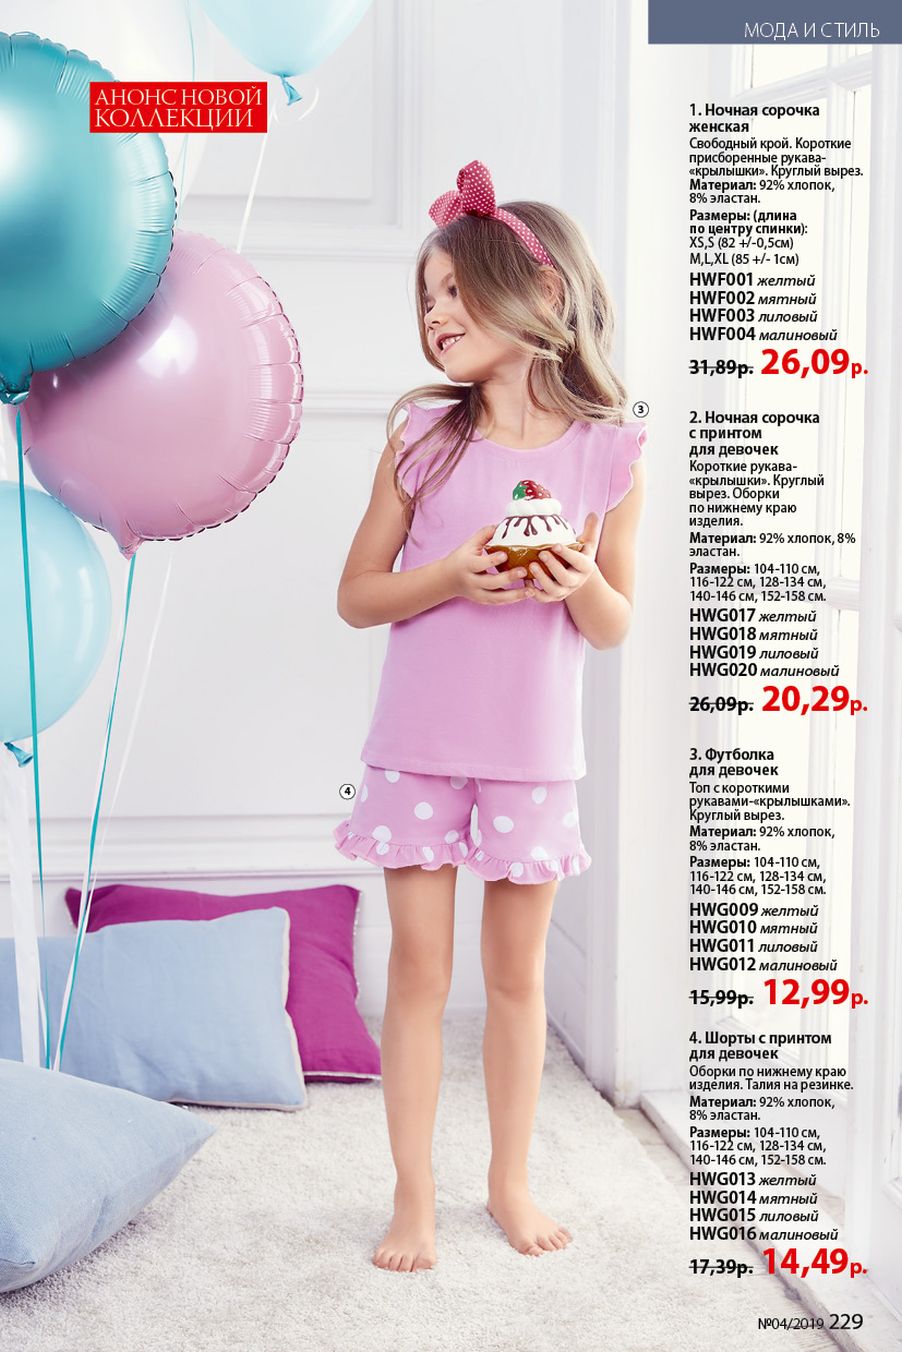 МОДА И СТИЛЬ
АНОНС НОВОЙ
КОЛЛЕКЦИИ
1. Ночная сорочка
женская
Свободный крой. Короткие
присборенные рукава-
«крылышки». Круглый вырез.
Материал: 92% хлопок,
8% эластан.
Размеры: (длина
по центру спинки):
XS,S (82 +/-0,5см)
M,L,XL (85 +/- 1см)
HWF001 желтый
HWF002 мятный
HWF003 лиловый
HWF004 малиновый
31,89р. 26,09р.
3
2. Ночная сорочка
с принтом
для девочек
Короткие рукава-
«крылышки». Круглый
вырез. Оборки
по нижнему краю
изделия.
Материал: 92% хлопок, 8%
эластан.
Размеры: 104-110 см,
116-122 см, 128-134 см,
140-146 см, 152-158 см.
HWG017 желтый
HWG018 мятный
HWG019 лиловый
HWG020 малиновый
26,09р. 20,29р.
3. Футболка
для девочек
Топ с короткими
рукавами-«крылышками».
Круглый вырез.
Материал: 92% хлопок,
8% эластан.
Размеры: 104-110 см,
116-122 см, 128-134 см,
140-146 см, 152-158 см.
HWG009 желтый
HWG010 мятный
HWG011 лиловый
HWG012 малиновый
15,99р. 12,99р.
4
4. Шорты с принтом
для девочек
Оборки по нижнему краю
изделия. Талия на резинке.
Материал: 92% хлопок,
8% эластан.
Размеры: 104-110 см,
116-122 см, 128-134 см,
140-146 см, 152-158 см.
HWG013 желтый
HWG014 мятный
HWG015 лиловый
HWG016 малиновый
17,39р. 14,49р.
№04/2019 229